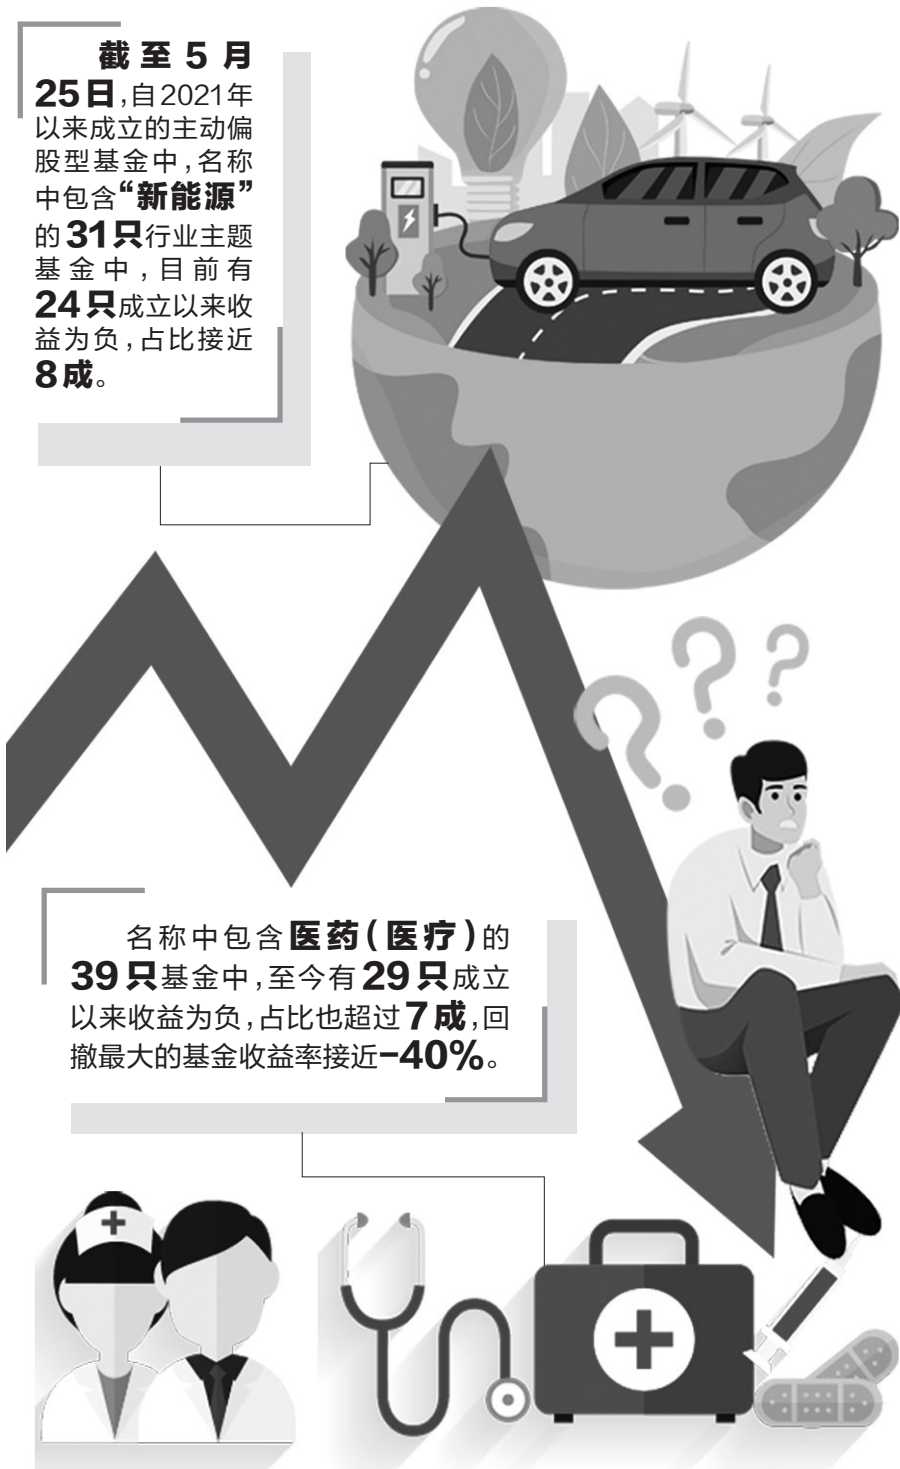 截至5月
25日,自2021年
以来成立的主动偏
股型基金中,名称
中包含“新能源”
的31只行业主题
基金中,目前有
24只成立以来收
益为负,占比接近
8成。
???
名称中包含医药(医疗)的
39只基金中,至今有29只成立
以来收益为负,占比也超过7成,回
撤最大的基金收益率接近-40%。